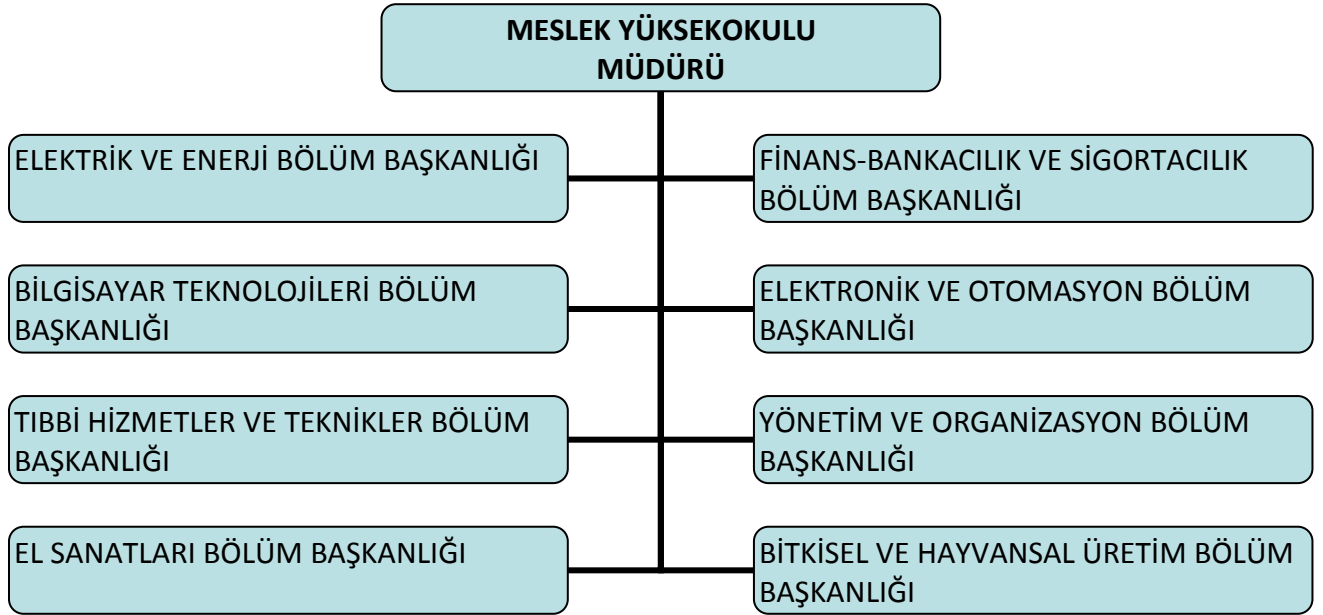 MESLEK YÜKSEKOKULU
MÜDÜRÜ
ELEKTRİK VE ENERJİ BÖLÜM BAŞKANLIĞI
FİNANS-BANKACILIK VE SİGORTACILIK
BÖLÜM BAŞKANLIĞI
BİLGİSAYAR TEKNOLOJİLERİ BÖLÜM
BAŞKANLIĞI
ELEKTRONİK VE OTOMASYON BÖLÜM
BAŞKANLIĞI
TIBBİ HİZMETLER VE TEKNİKLER BÖLÜM
BAŞKANLIĞI
YÖNETİM VE ORGANİZASYON BÖLÜM
BAŞKANLIĞI
EL SANATLARI BÖLÜM BAŞKANLIĞI
BİTKİSEL VE HAYVANSAL ÜRETİM BÖLÜM
BAŞKANLIĞI